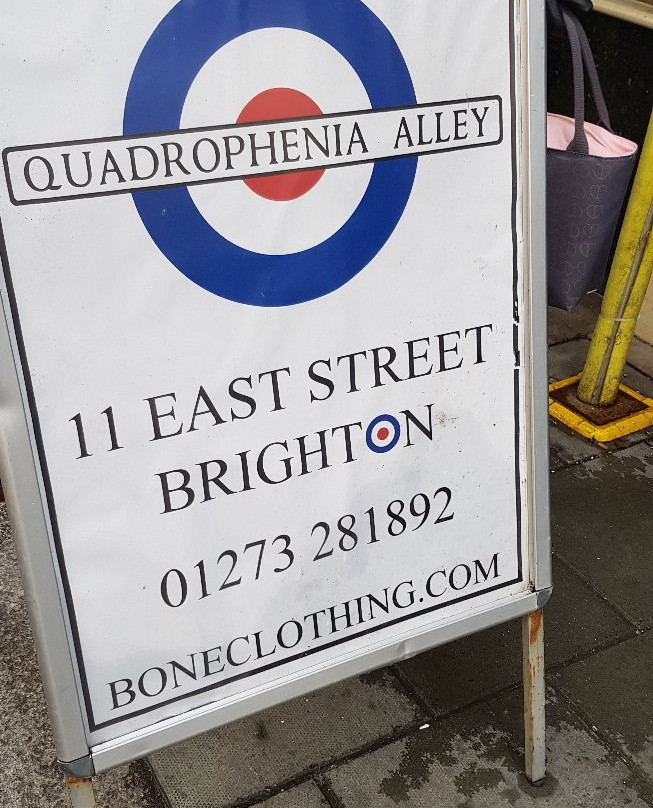 QUADROPHENIA ALLEY
11 EAST STREET
BRIGHTON
01273 281892
BONECLOTHING.COM